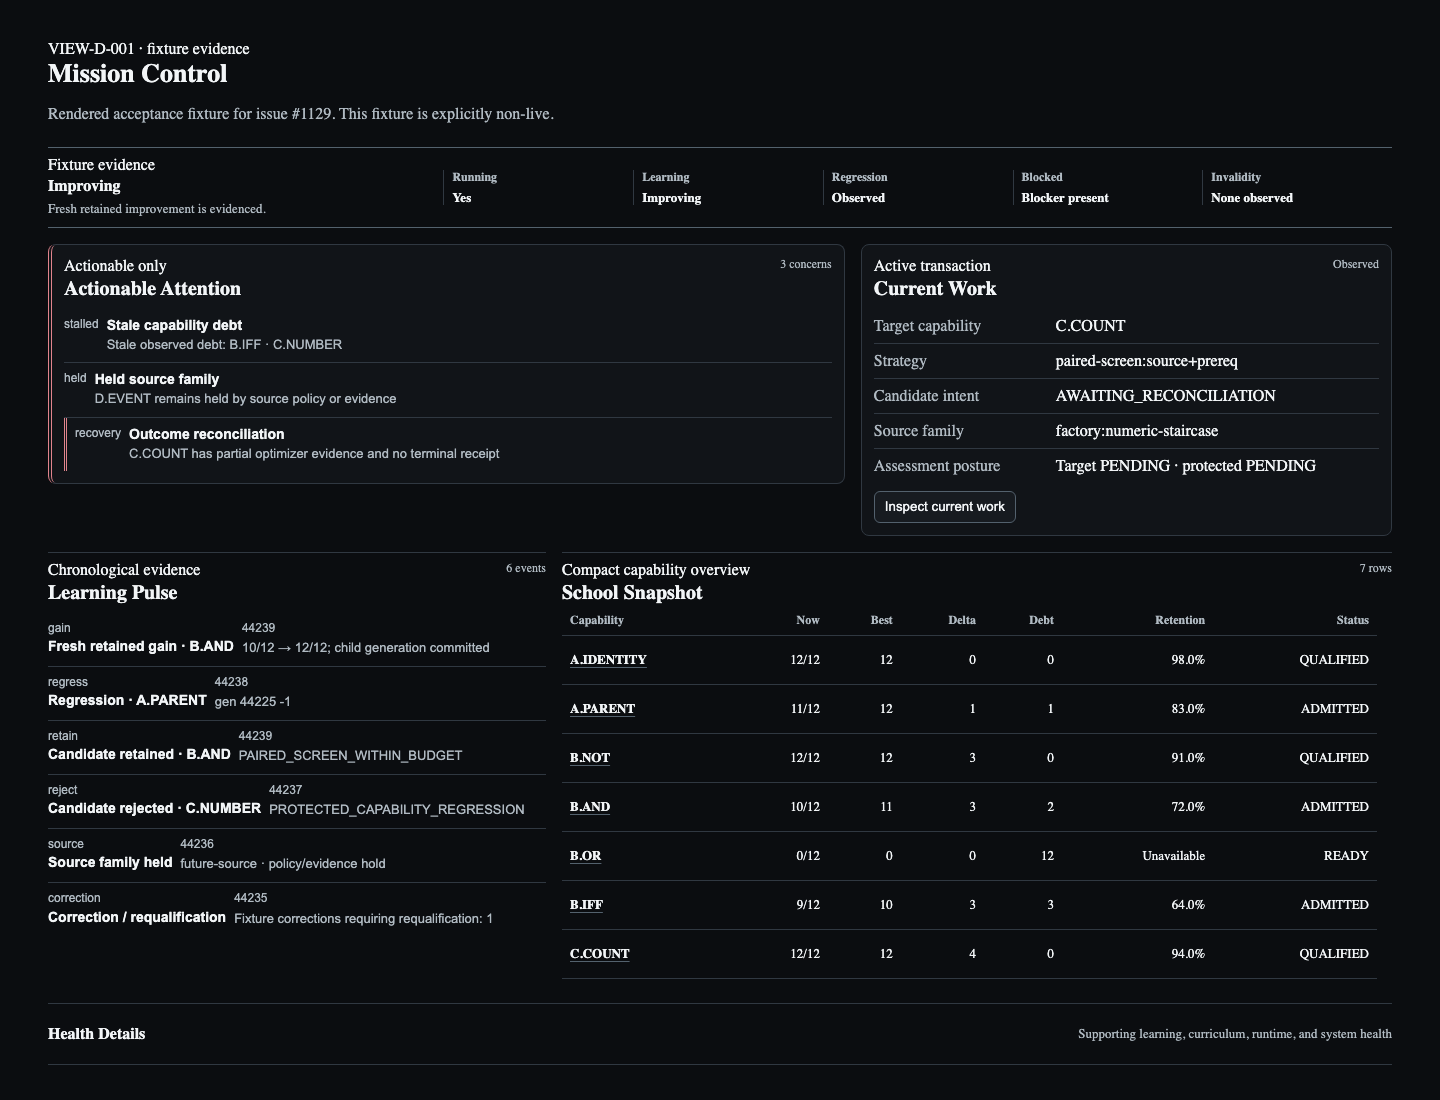 VIEW-D-001 · fixture evidence
Mission Control
Rendered acceptance fixture for issue #1129. This fixture is explicitly non-live.
Fixture evidence
Improving
Fresh retained improvement is evidenced.
Running
Yes
Learning
Improving
Regression
Observed
Blocked
Blocker present
Invalidity
None observed
Actionable only
3 concerns
Actionable Attention
stalled Stale capability debt
Stale observed debt: B.IFF · C.NUMBER
held Held source family
D.EVENT remains held by source policy or evidence
recovery Outcome reconciliation
C.COUNT has partial optimizer evidence and no terminal receipt
Active transaction
Observed
Current Work
Target capability C.COUNT
Strategy paired-screen:source+prereq
Candidate intent AWAITING_RECONCILIATION
Source family factory:numeric-staircase
Assessment posture Target PENDING · protected PENDING
Inspect current work
Chronological evidence
6 events
Learning Pulse
gain 44239
Fresh retained gain · B.AND 10/12 → 12/12; child generation committed
regress 44238
Regression · A.PARENT gen 44225 -1
retain 44239
Candidate retained · B.AND PAIRED_SCREEN_WITHIN_BUDGET
reject 44237
Candidate rejected · C.NUMBER PROTECTED_CAPABILITY_REGRESSION
source 44236
Source family held future-source · policy/evidence hold
correction 44235
Correction / requalification Fixture corrections requiring requalification: 1
Compact capability overview
7 rows
School Snapshot
Capability Now Best Delta Debt Retention Status
A.IDENTITY 12/12 12 0 0 98.0% QUALIFIED
A.PARENT 11/12 12 1 1 83.0% ADMITTED
B.NOT 12/12 12 3 0 91.0% QUALIFIED
B.AND 10/12 11 3 2 72.0% ADMITTED
B.OR 0/12 0 0 12 Unavailable READY
B.IFF 9/12 10 3 3 64.0% ADMITTED
C.COUNT 12/12 12 4 0 94.0% QUALIFIED
Health Details
Supporting learning, curriculum, runtime, and system health